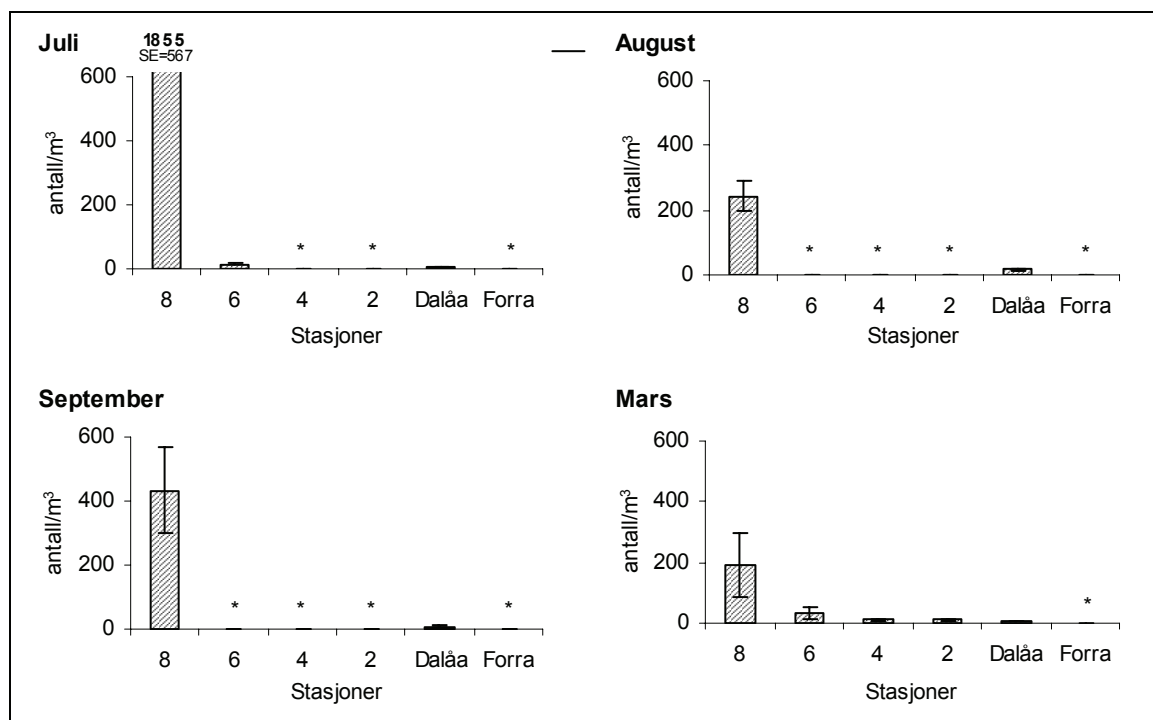 Juli
1855
SE=567
600
400
200
0
antall/m³
* * *
8 6 4 2 Dalåa Forra
Stasjoner
August
600
400
200
0
antall/m³
* * * *
8 6 4 2 Dalåa Forra
Stasjoner
September
600
400
200
0
antall/m³
* * * *
8 6 4 2 Dalåa Forra
Stasjoner
Mars
600
400
200
0
antall/m³
*
8 6 4 2 Dalåa Forra
Stasjoner